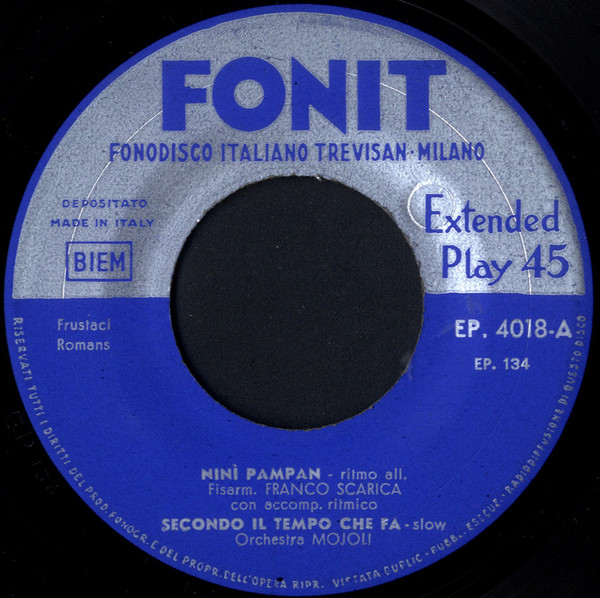 FONIT
FONODISCO ITALIANO TREVISAN·MILANO
DEPOSITATO
MADE IN ITALY
BIEM
Extended
Play 45
Frustaci
Romans
EP. 4018-A
EP. 134
NINÌ PAMPAN - ritmo all.
Fisarm. FRANCO SCARICA
con accomp. ritmico
SECONDO IL TEMPO CHE FA - slow
Orchestra MOJOLI
RISERVATI TUTTI I DIRITTI DEL PROD. FONOGR. E DEL PROPR. DELL'OPERA RIPR. VIETATA PUBLIC. - PUBB. ESECUZ. - RADIODIFFUSIONE DI QUESTO DISCO